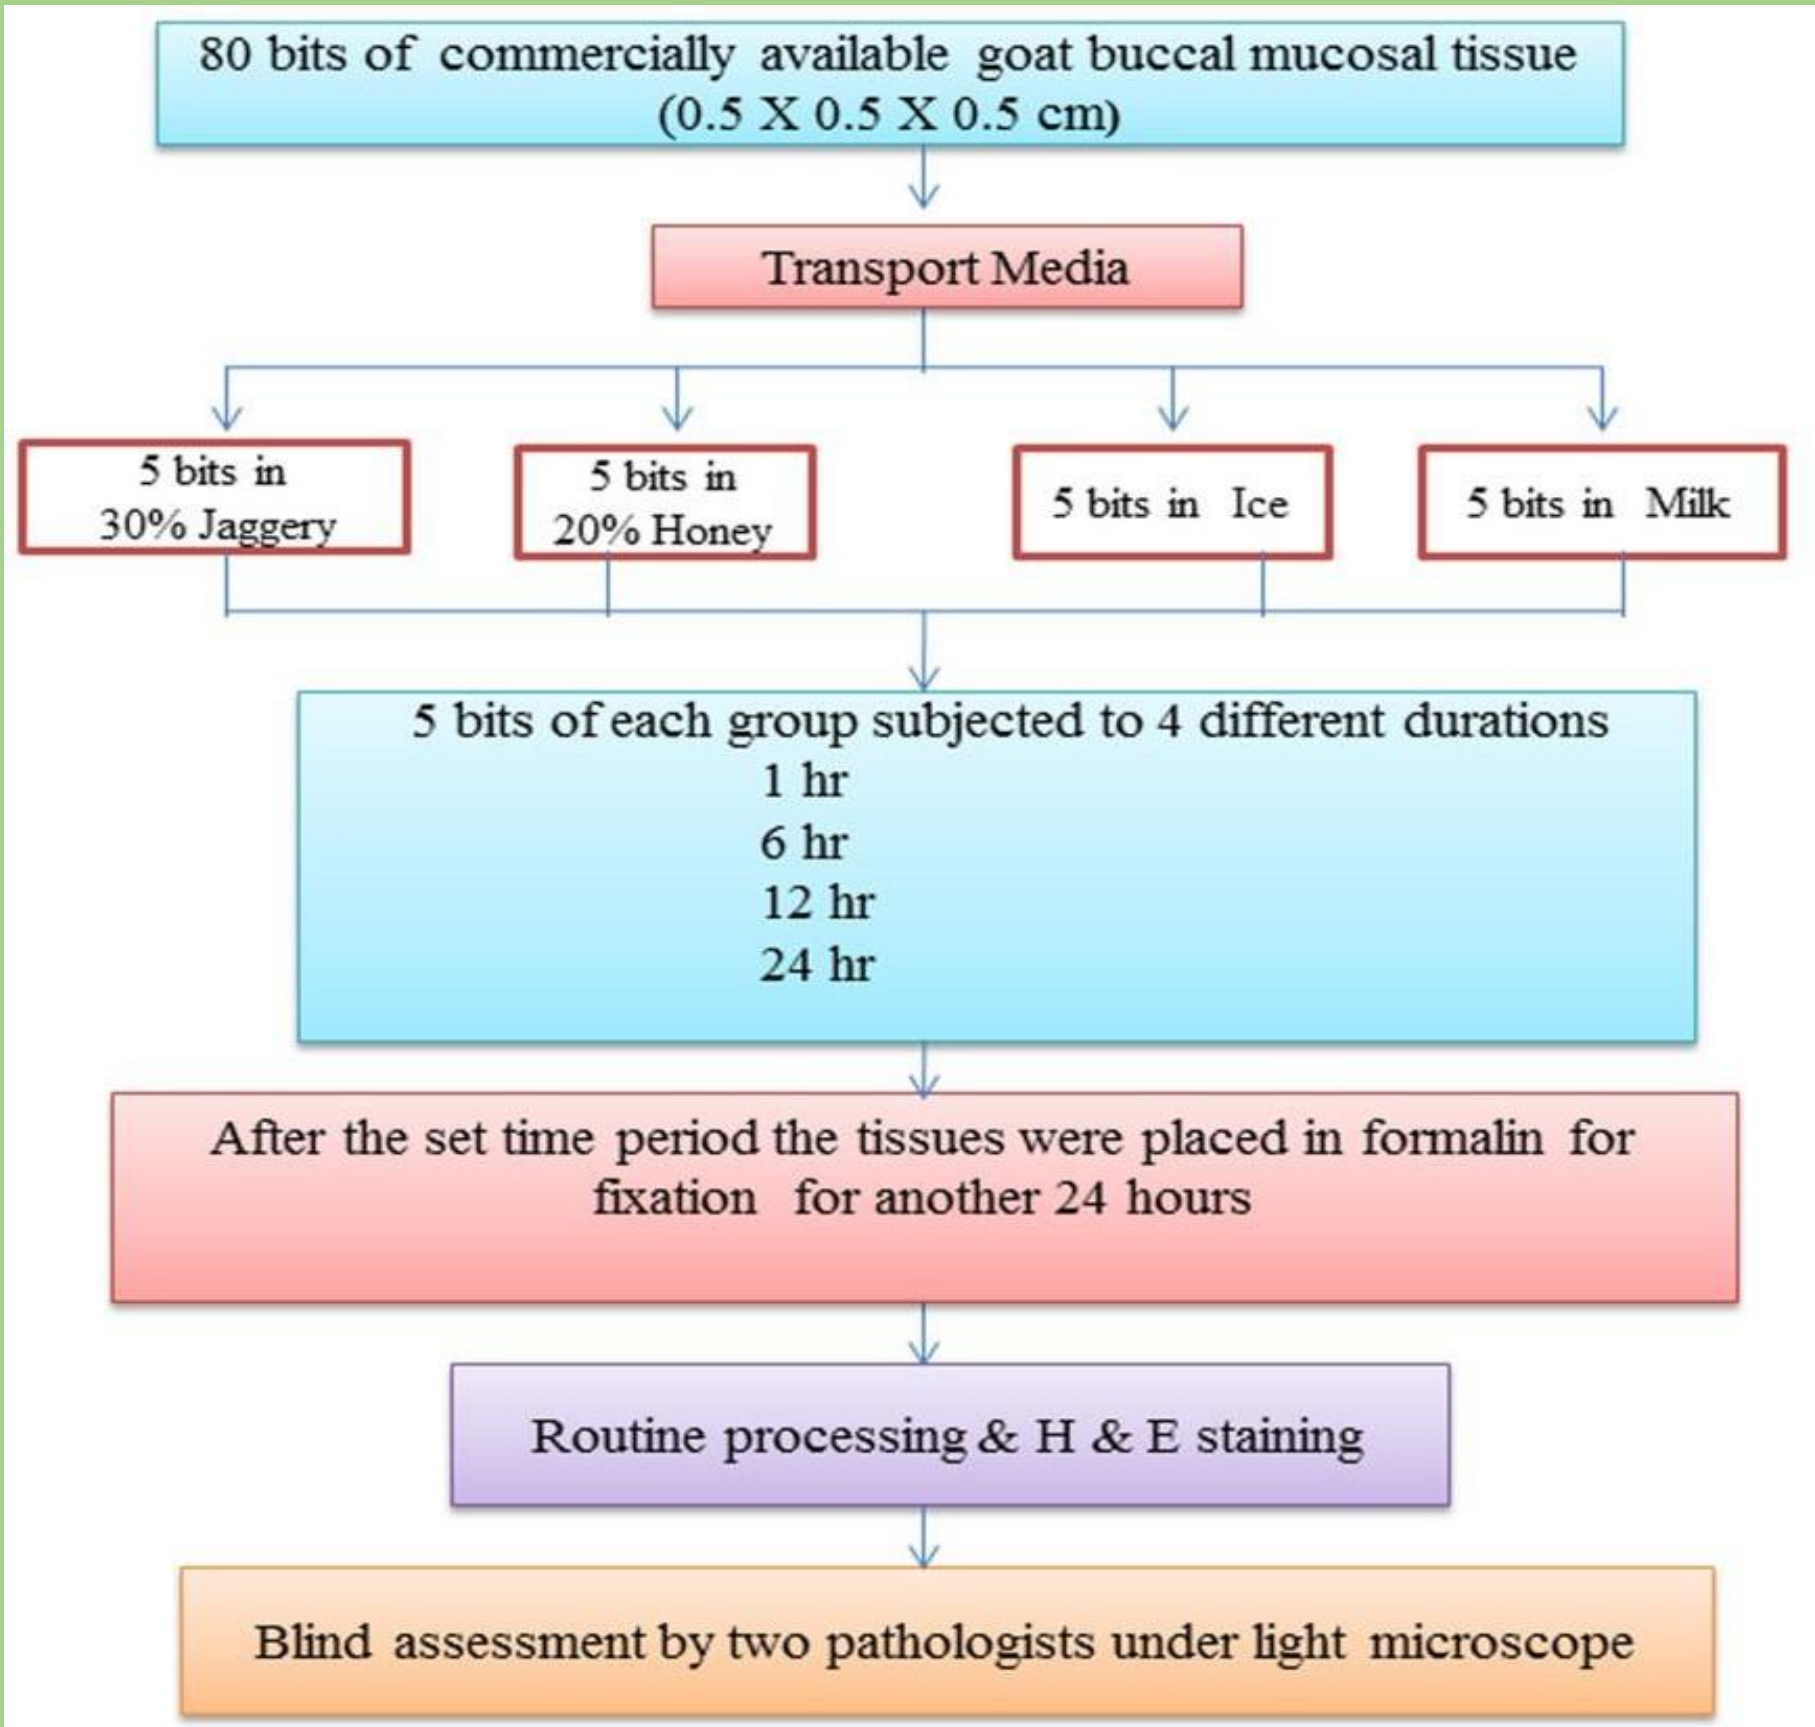 80 bits of commercially available goat buccal mucosal tissue
(0.5 X 0.5 X 0.5 cm)
Transport Media
5 bits in
30% Jaggery
5 bits in
20% Honey
5 bits in Ice
5 bits in Milk
5 bits of each group subjected to 4 different durations
1 hr
6 hr
12 hr
24 hr
After the set time period the tissues were placed in formalin for
fixation for another 24 hours
Routine processing & H & E staining
Blind assessment by two pathologists under light microscope